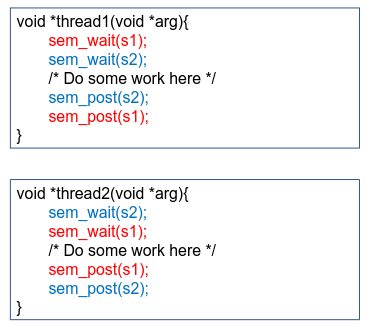 void *thread1(void *arg){
sem_wait(s1);
sem_wait(s2);
/* Do some work here */
sem_post(s2);
sem_post(s1);
}
void *thread2(void *arg){
sem_wait(s2);
sem_wait(s1);
/* Do some work here */
sem_post(s1);
sem_post(s2);
}